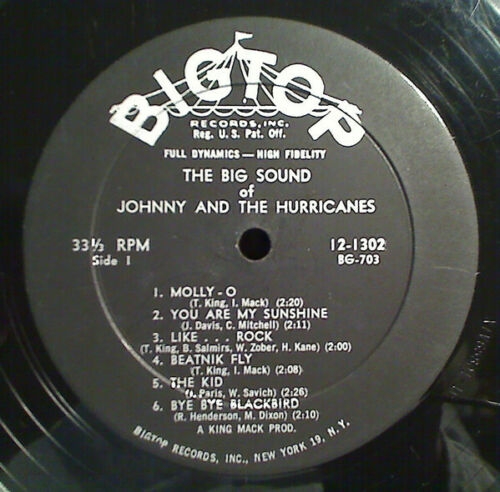 BIGTOP
RECORDS, INC.
Reg. U. S. Pat. Off.
FULL DYNAMICS — HIGH FIDELITY
THE BIG SOUND
of
JOHNNY AND THE HURRICANES
33⅓ RPM 12-1302
Side 1 BG-703
1. MOLLY-O
(T. King, I. Mack) (2:20)
2. YOU ARE MY SUNSHINE
(J. Davis, C. Mitchell) (2:11)
3. LIKE . . . ROCK
(T. King, B. Salmirs, W. Zober, H. Kane) (2:00)
4. BEATNIK FLY
(T. King, I. Mack) (2:08)
5. THE KID
(J. Paris, W. Savich) (2:26)
6. BYE BYE BLACKBIRD
(R. Henderson, M. Dixon) (2:10)
A KING MACK PROD.
BIGTOP RECORDS, INC., NEW YORK 19, N. Y.